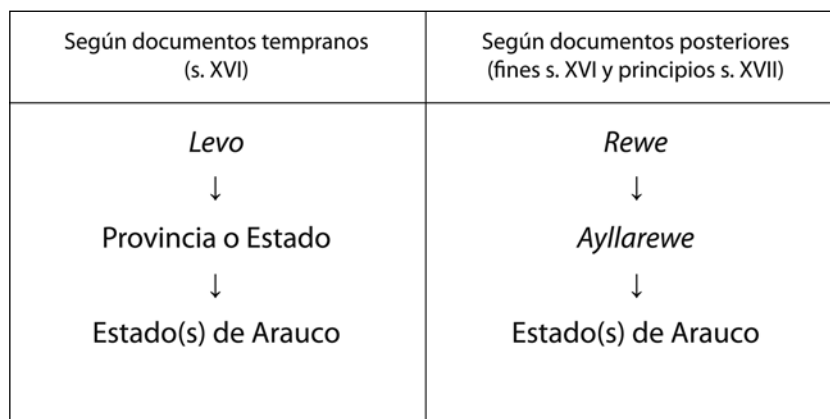 Según documentos tempranos
(s. XVI)
Según documentos posteriores
(fines s. XVI y principios s. XVII)
Levo
↓
Provincia o Estado
↓
Estado(s) de Arauco
Rewe
↓
Ayllarewe
↓
Estado(s) de Arauco